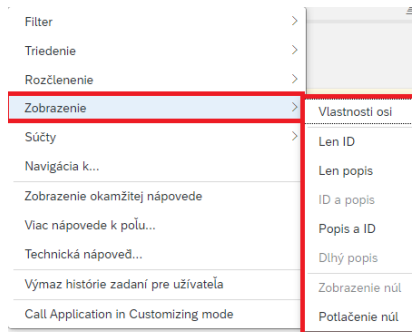 Filter
Triedenie
Rozčlenenie
Zobrazenie
Súčty
Navigácia k...
Zobrazenie okamžitej nápovede
Viac nápovede k poľu...
Technická nápoveď...
Výmaz histórie zadaní pre užívateľa
Call Application in Customizing mode
Vlastnosti osi
Len ID
Len popis
ID a popis
Popis a ID
Dlhý popis
Zobrazenie núl
Potlačenie núl